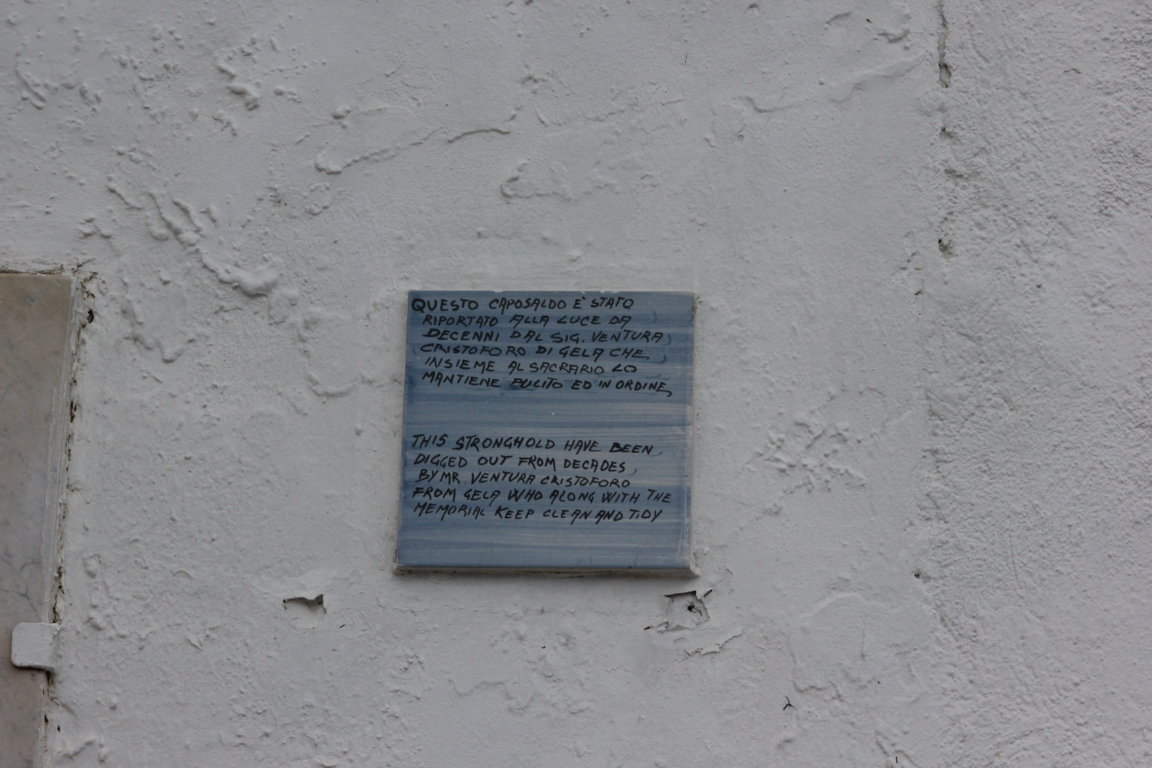 QUESTO CAPOSALDO E' STATO
RIPORTATO ALLA LUCE DA
DECENNI DAL SIG. VENTURA
CRISTOFORO DI GELA CHE
INSIEME AL SACRARIO LO
MANTIENE PULITO ED IN ORDINE
THIS STRONGHOLD HAVE BEEN
DIGGED OUT FROM DECADES
BY MR. VENTURA CRISTOFORO
FROM GELA WHO ALONG WITH THE
MEMORIAL KEEP CLEAN AND TIDY